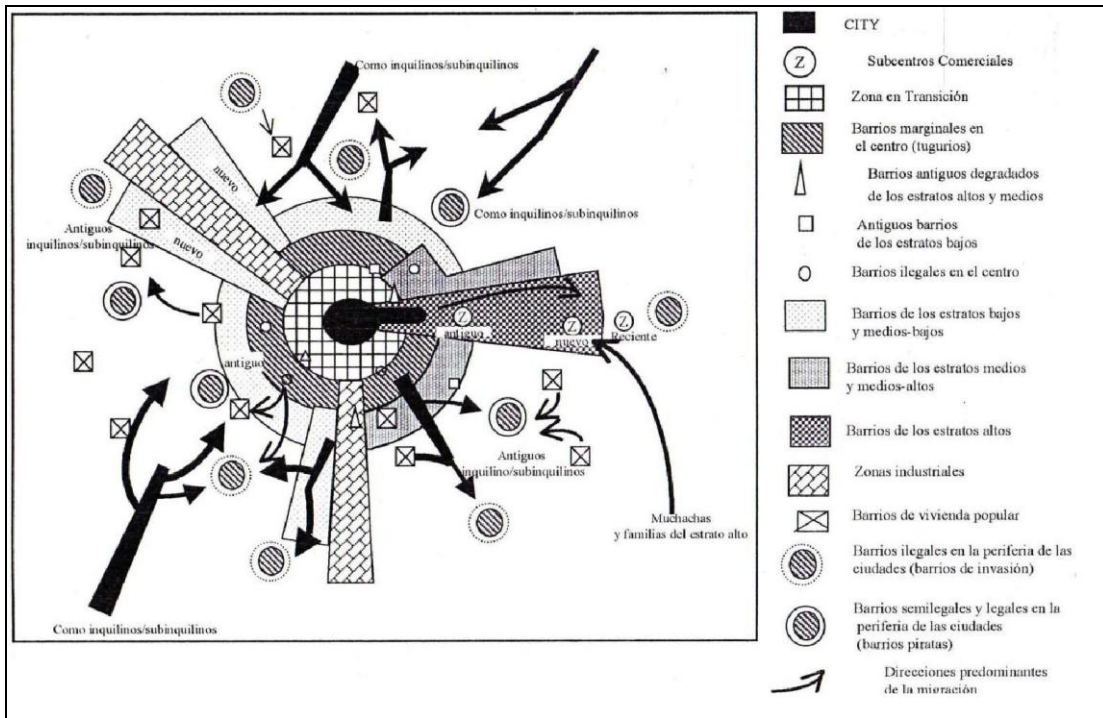 Como inquilinos/subinquilinos
nuevo
Como inquilinos/subinquilinos
Antiguos
inquilinos/subinquilinos
nuevo
Z
antiguo
Z
nuevo
Z
Reciente
antiguo
Antiguos
inquilino/subinquilinos
Muchachas
y familias del estrato alto
Como inquilinos/subinquilinos
CITY
Z
Subcentros Comerciales
Zona en Transición
Barrios marginales en
el centro (tugurios)
Barrios antiguos degradados
de los estratos altos y medios
Antiguos barrios
de los estratos bajos
Barrios ilegales en el centro
Barrios de los estratos bajos
y medios-bajos
Barrios de los estratos medios
y medios-altos
Barrios de los estratos altos
Zonas industriales
Barrios de vivienda popular
Barrios ilegales en la periferia de las
ciudades (barrios de invasión)
Barrios semilegales y legales en la
periferia de las ciudades
(barrios piratas)
Direcciones predominantes
de la migración